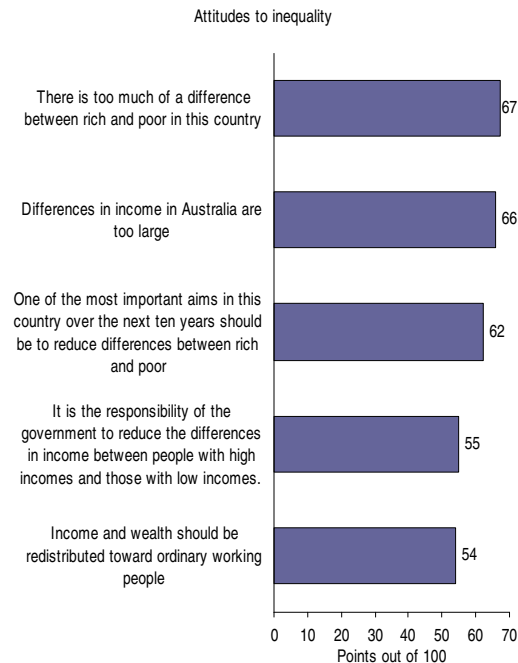 Attitudes to inequality
There is too much of a difference
between rich and poor in this country
67
Differences in income in Australia are
too large
66
One of the most important aims in this
country over the next ten years should
be to reduce differences between rich
and poor
62
It is the responsibility of the
government to reduce the differences
in income between people with high
incomes and those with low incomes.
55
Income and wealth should be
redistributed toward ordinary working
people
54
0 10 20 30 40 50 60 70
Points out of 100